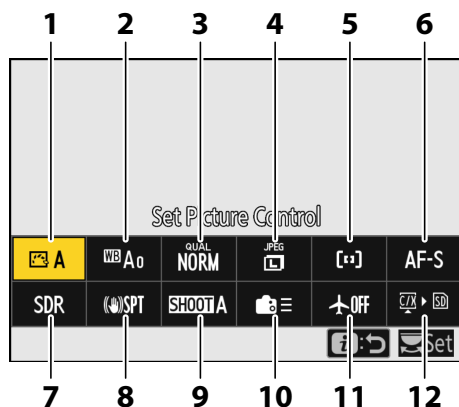 1 2 3 4 5 6
Set Picture Control
A WB A0 QUAL NORM JPEG L [ ] AF-S
SDR SPT SHOOT A OFF C/X SD
i : Set
7 8 9 10 11 12